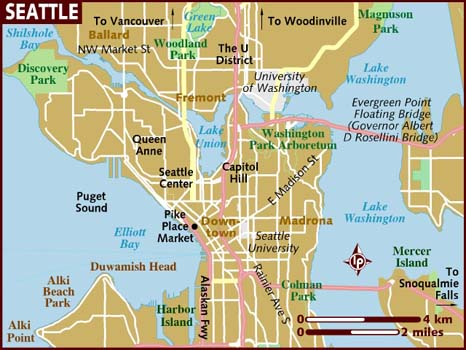 SEATTLE
To Vancouver
Green
Lake
To Woodinville
Magnuson
Park
Shilshole
Bay
Ballard
NW Market St
Woodland
Park
The U
District
Discovery
Park
University
of Washington
Lake
Washington
Fremont
Evergreen Point
Floating Bridge
(Governor Albert
D Rosellini Bridge)
Queen
Anne
Lake
Union
Washington
Park Arboretum
Seattle
Center
Capitol
Hill
E Madison St
Puget
Sound
Pike
Place
Market
Down-
town
Madrona
Lake
Washington
Elliott
Bay
Seattle
University
Duwamish Head
LP
Mercer
Island
To
Snoqualmie
Falls
Alki
Beach
Park
Alaskan Fwy
Rainier Ave S
Colman
Park
Harbor
Island
Alki
Point
0 4 km
0 2 miles